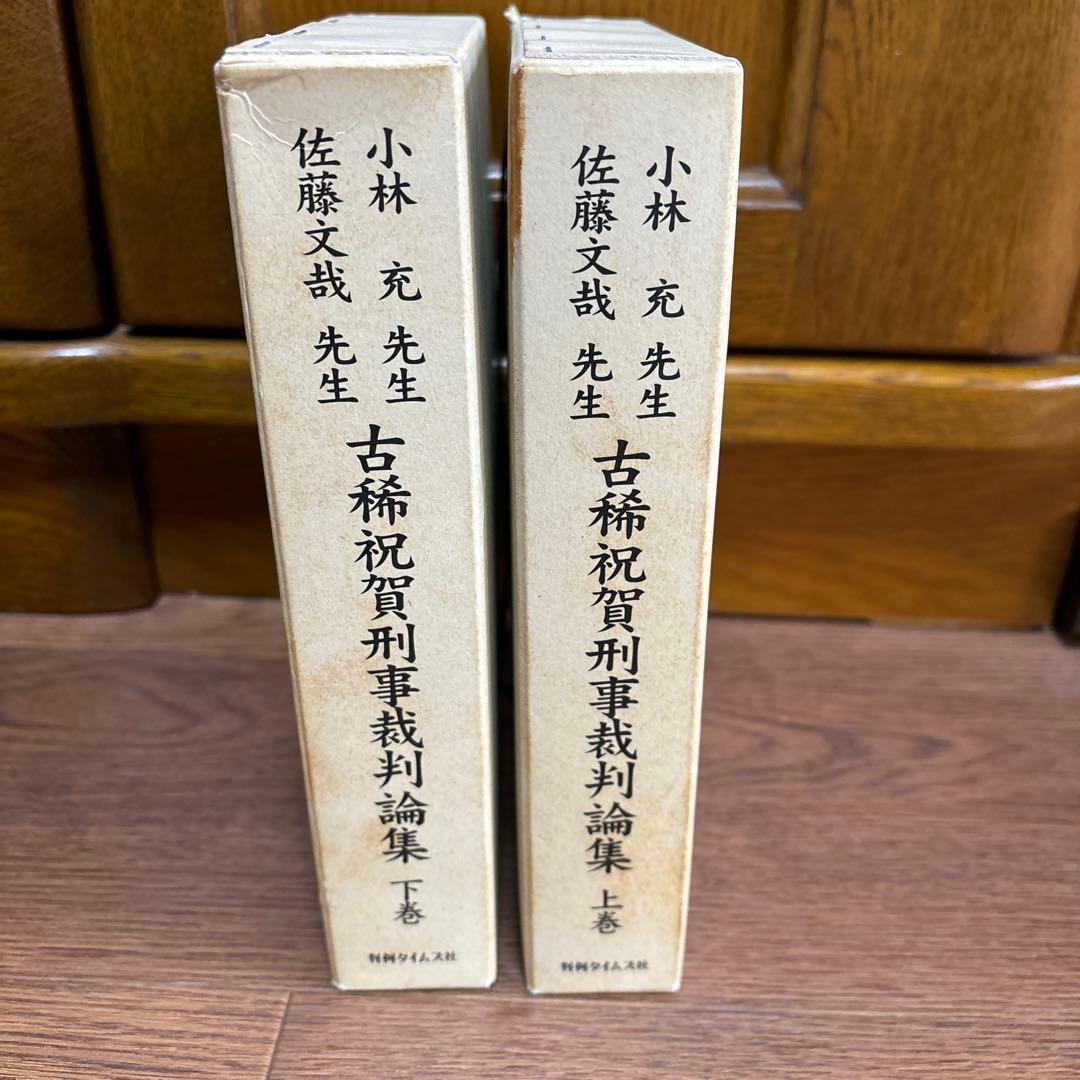 小林 充 先生
佐藤文哉 先生
古稀祝賀刑事裁判論集 下巻
判例タイムズ社
小林 充 先生
佐藤文哉 先生
古稀祝賀刑事裁判論集 上巻
判例タイムズ社